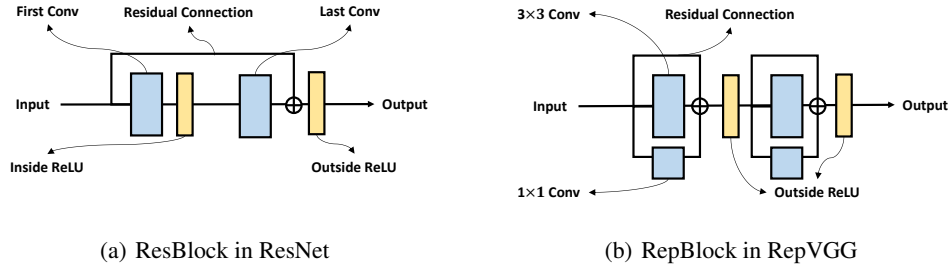 First Conv
Residual Connection
Last Conv
Input
Output
Inside ReLU
Outside ReLU
(a) ResBlock in ResNet
3×3 Conv
Residual Connection
Input
Output
1×1 Conv
Outside ReLU
(b) RepBlock in RepVGG